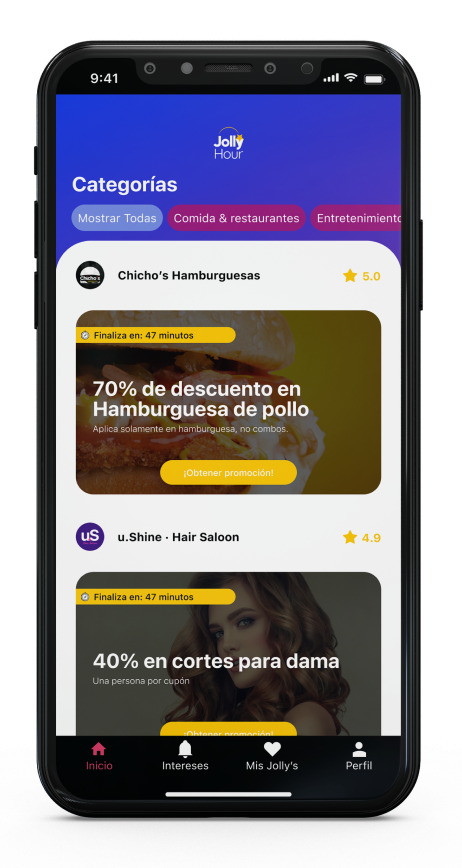 9:41
Jolly
Hour
Categorías
Mostrar Todas
Comida & restaurantes
Entretenimiento
Chicho's Hamburguesas
5.0
Finaliza en: 47 minutos
70% de descuento en
Hamburguesa de pollo
Aplica solamente en hamburguesa, no combos.
¡Obtener promoción!
uS
u.Shine · Hair Saloon
4.9
Finaliza en: 47 minutos
40% en cortes para dama
Una persona por cupón
¡Obtener promoción!
Inicio
Intereses
Mis Jolly's
Perfil